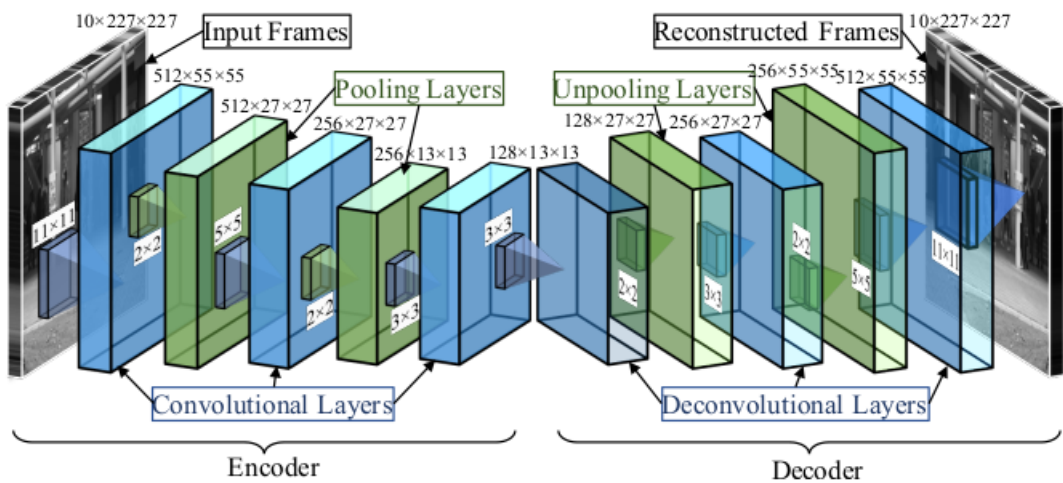 10×227×227
Input Frames
512×55×55
512×27×27
Pooling Layers
256×27×27
256×13×13
128×13×13
11×11
2×2
5×5
2×2
3×3
3×3
Convolutional Layers
Encoder
10×227×227
Reconstructed Frames
256×55×55
512×55×55
Unpooling Layers
128×27×27
256×27×27
2×2
3×3
2×2
5×5
11×11
Deconvolutional Layers
Decoder